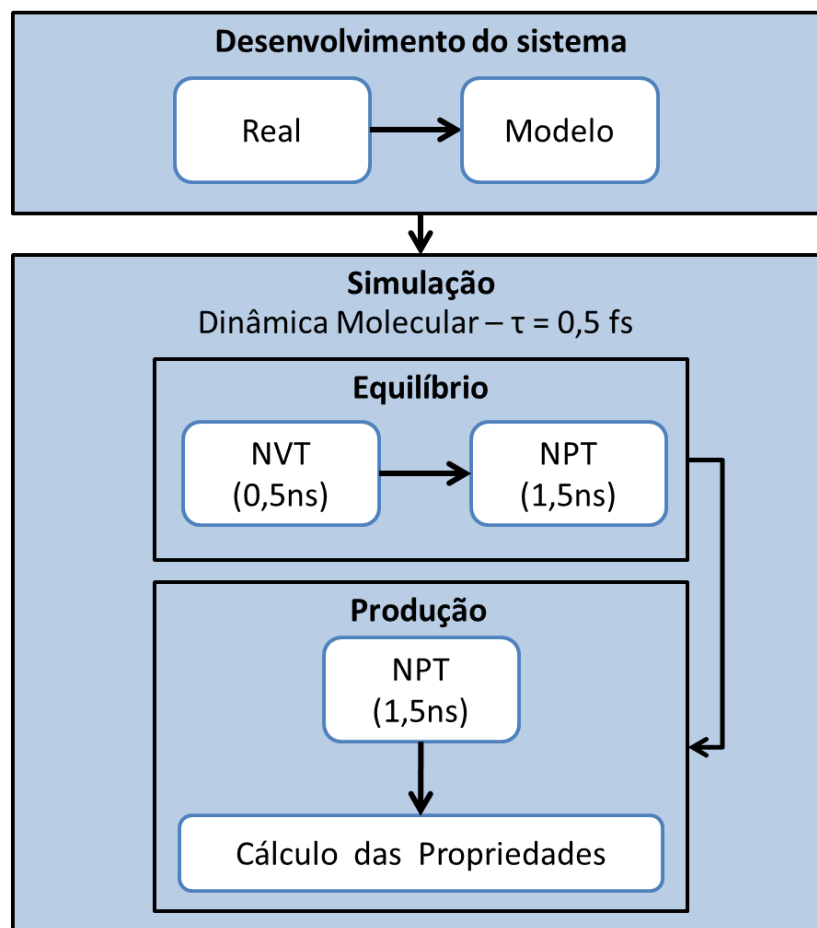 Desenvolvimento do sistema
Real
Modelo
Simulação
Dinâmica Molecular – τ = 0,5 fs
Equilíbrio
NVT
(0,5ns)
NPT
(1,5ns)
Produção
NPT
(1,5ns)
Cálculo das Propriedades